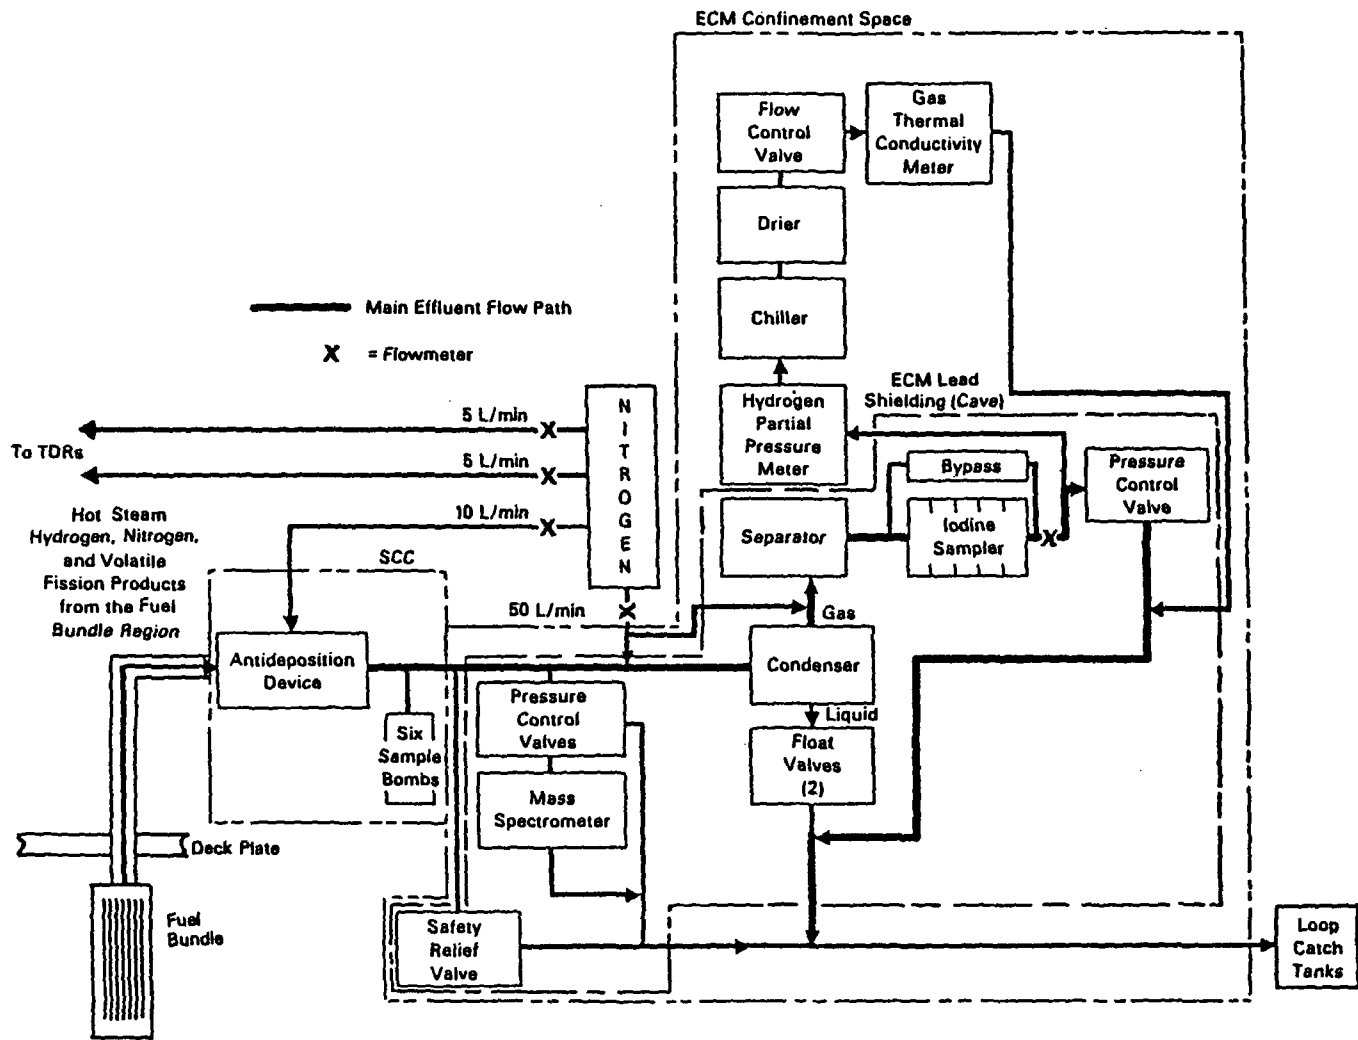 ECM Confinement Space
Flow
Control
Valve
Gas
Thermal
Conductivity
Meter
Drier
Chiller
Main Effluent Flow Path
X = Flowmeter
Hydrogen
Partial
Pressure
Meter
ECM Lead
Shielding (Cave)
Bypass
Pressure
Control
Valve
Separator
Iodine
Sampler
X
NITROGEN
5 L/min X
To TDRs
5 L/min X
10 L/min X
50 L/min X
Hot Steam
Hydrogen, Nitrogen,
and Volatile
Fission Products
from the Fuel
Bundle Region
SCC
Gas
Antideposition
Device
Condenser
Liquid
Six
Sample
Bombs
Pressure
Control
Valves
Float
Valves
(2)
Mass
Spectrometer
Deck Plate
Fuel
Bundle
Safety
Relief
Valve
Loop
Catch
Tanks